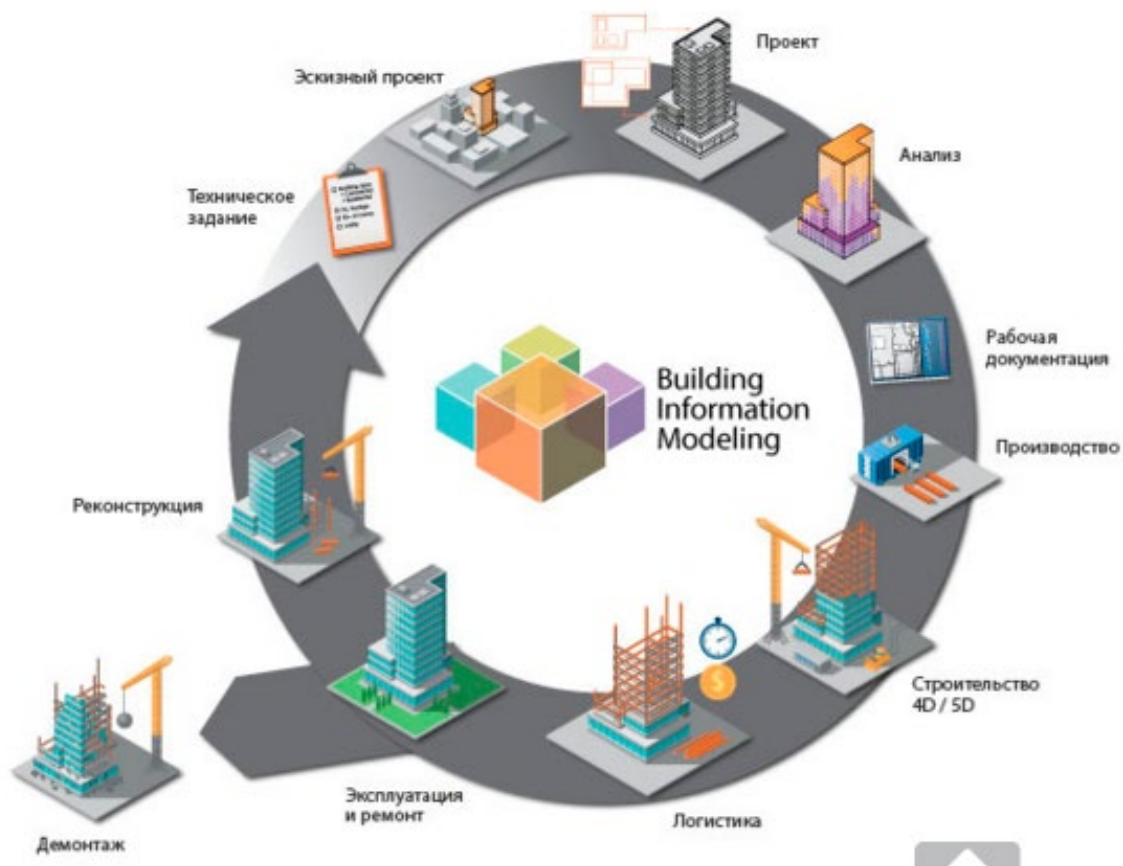 Проект
Эскизный проект
Анализ
Техническое
задание
Рабочая
документация
Building
Information
Modeling
Производство
Реконструкция
Строительство
4D / 5D
Эксплуатация
и ремонт
Логистика
Демонтаж
$